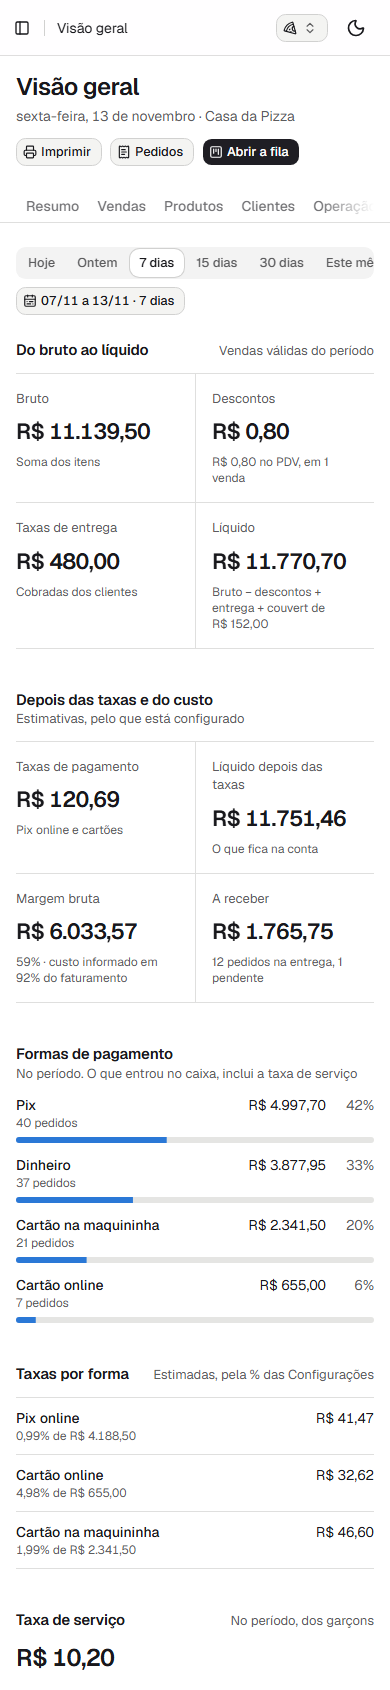 Visão geral
Visão geral
sexta-feira, 13 de novembro · Casa da Pizza
Imprimir
Pedidos
Abrir a fila
Resumo Vendas Produtos Clientes Operaçã
Hoje Ontem 7 dias 15 dias 30 dias Este mê
07/11 a 13/11 · 7 dias
Do bruto ao líquido
Vendas válidas do período
Bruto
R$ 11.139,50
Soma dos itens
Descontos
R$ 0,80
R$ 0,80 no PDV, em 1
venda
Taxas de entrega
R$ 480,00
Cobradas dos clientes
Líquido
R$ 11.770,70
Bruto − descontos +
entrega + couvert de
R$ 152,00
Depois das taxas e do custo
Estimativas, pelo que está configurado
Taxas de pagamento
R$ 120,69
Pix online e cartões
Líquido depois das
taxas
R$ 11.751,46
O que fica na conta
Margem bruta
R$ 6.033,57
59% · custo informado em
92% do faturamento
A receber
R$ 1.765,75
12 pedidos na entrega, 1
pendente
Formas de pagamento
No período. O que entrou no caixa, inclui a taxa de serviço
Pix R$ 4.997,70 42%
40 pedidos
Dinheiro R$ 3.877,95 33%
37 pedidos
Cartão na maquininha R$ 2.341,50 20%
21 pedidos
Cartão online R$ 655,00 6%
7 pedidos
Taxas por forma
Estimadas, pela % das Configurações
Pix online R$ 41,47
0,99% de R$ 4.188,50
Cartão online R$ 32,62
4,98% de R$ 655,00
Cartão na maquininha R$ 46,60
1,99% de R$ 2.341,50
Taxa de serviço
No período, dos garçons
R$ 10,20